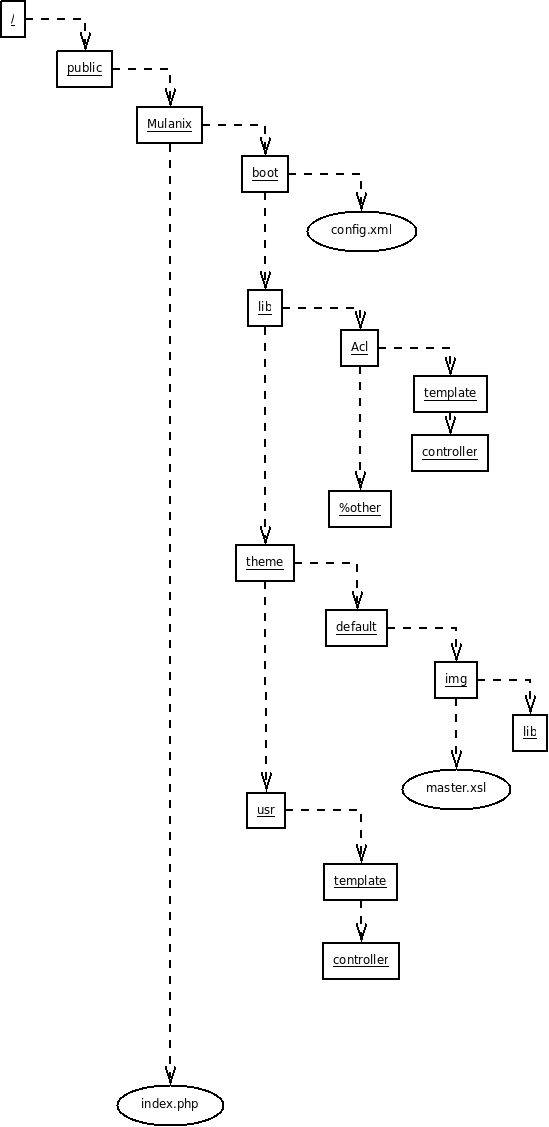 /
public
Mulanix
boot
config.xml
lib
Acl
template
controller
%other
theme
default
img
lib
master.xsl
usr
template
controller
index.php